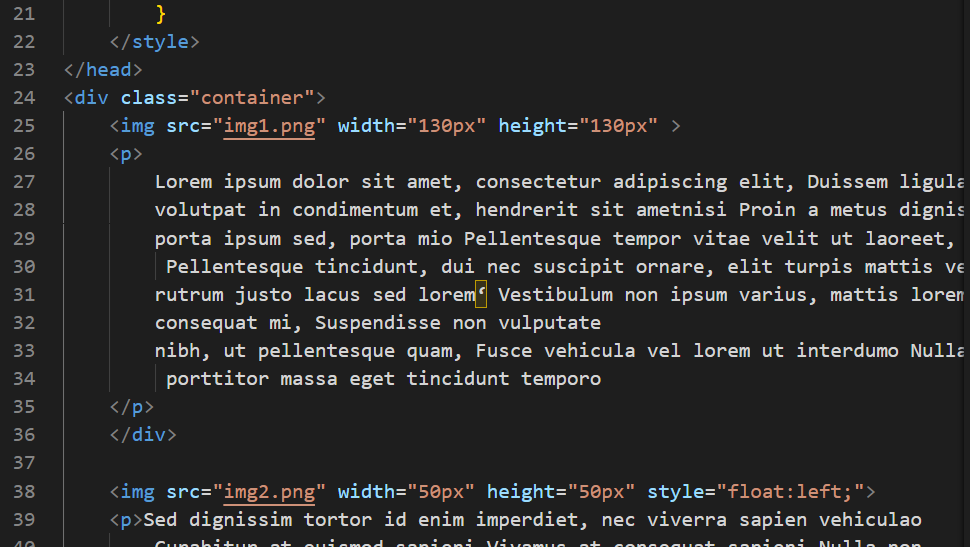 21 }
22 </style>
23 </head>
24 <div class="container">
25 <img src="img1.png" width="130px" height="130px" >
26 <p>
27 Lorem ipsum dolor sit amet, consectetur adipiscing elit, Duissem ligula
28 volutpat in condimentum et, hendrerit sit ametnisi Proin a metus dignis
29 porta ipsum sed, porta mio Pellentesque tempor vitae velit ut laoreet,
30 Pellentesque tincidunt, dui nec suscipit ornare, elit turpis mattis ve
31 rutrum justo lacus sed lorem‘ Vestibulum non ipsum varius, mattis lorem
32 consequat mi, Suspendisse non vulputate
33 nibh, ut pellentesque quam, Fusce vehicula vel lorem ut interdumo Nulla
34 porttitor massa eget tincidunt temporo
35 </p>
36 </div>
37
38 <img src="img2.png" width="50px" height="50px" style="float:left;">
39 <p>Sed dignissim tortor id enim imperdiet, nec viverra sapien vehiculao